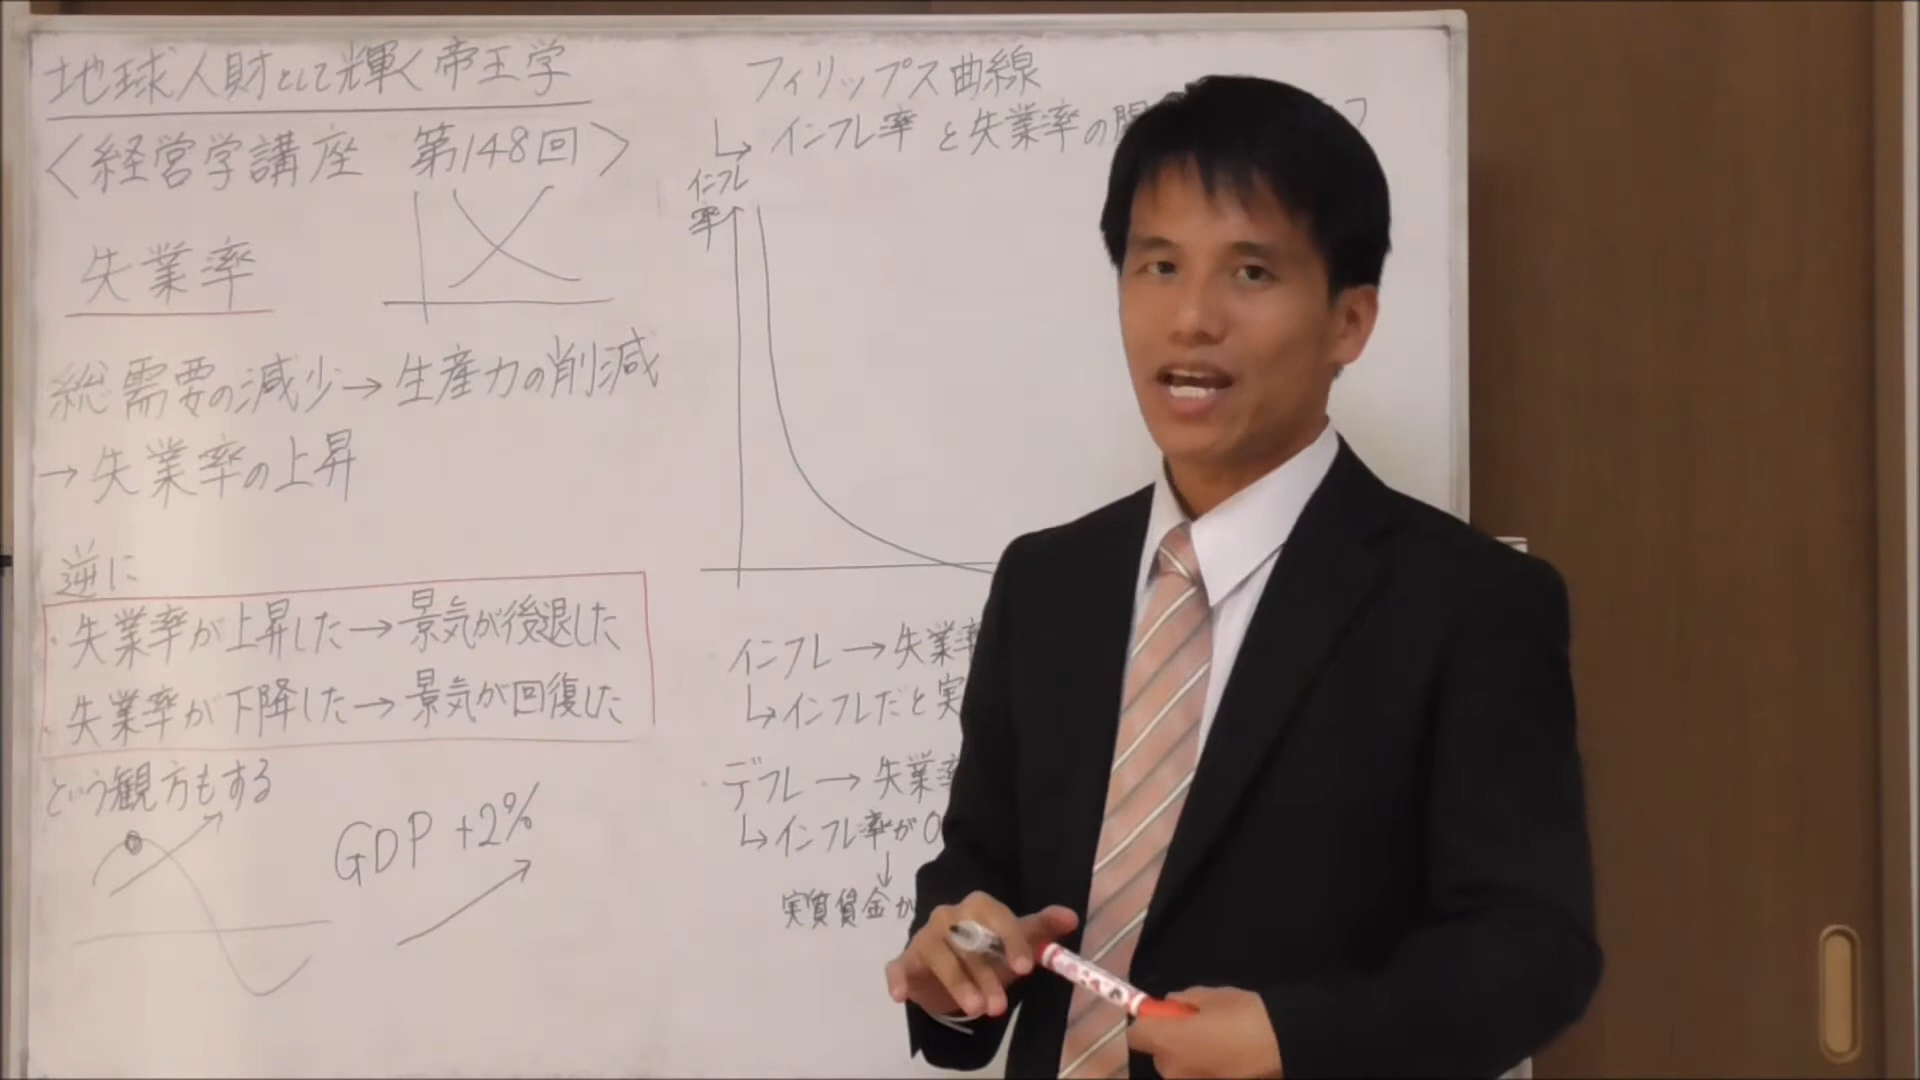 地球人財として輝く帝王学
〈経営学講座 第148回〉
失業率
総需要の減少→生産力の削減
→失業率の上昇
逆に
・失業率が上昇した→景気が後退した
・失業率が下降した→景気が回復した
という観方もする
GDP +2%
フィリップス曲線
↳インフレ率と失業率の関
インフレ率
・インフレ→失業率
↳インフレだと実
・デフレ→失業率
↳インフレ率が0
↓
実質賃金が